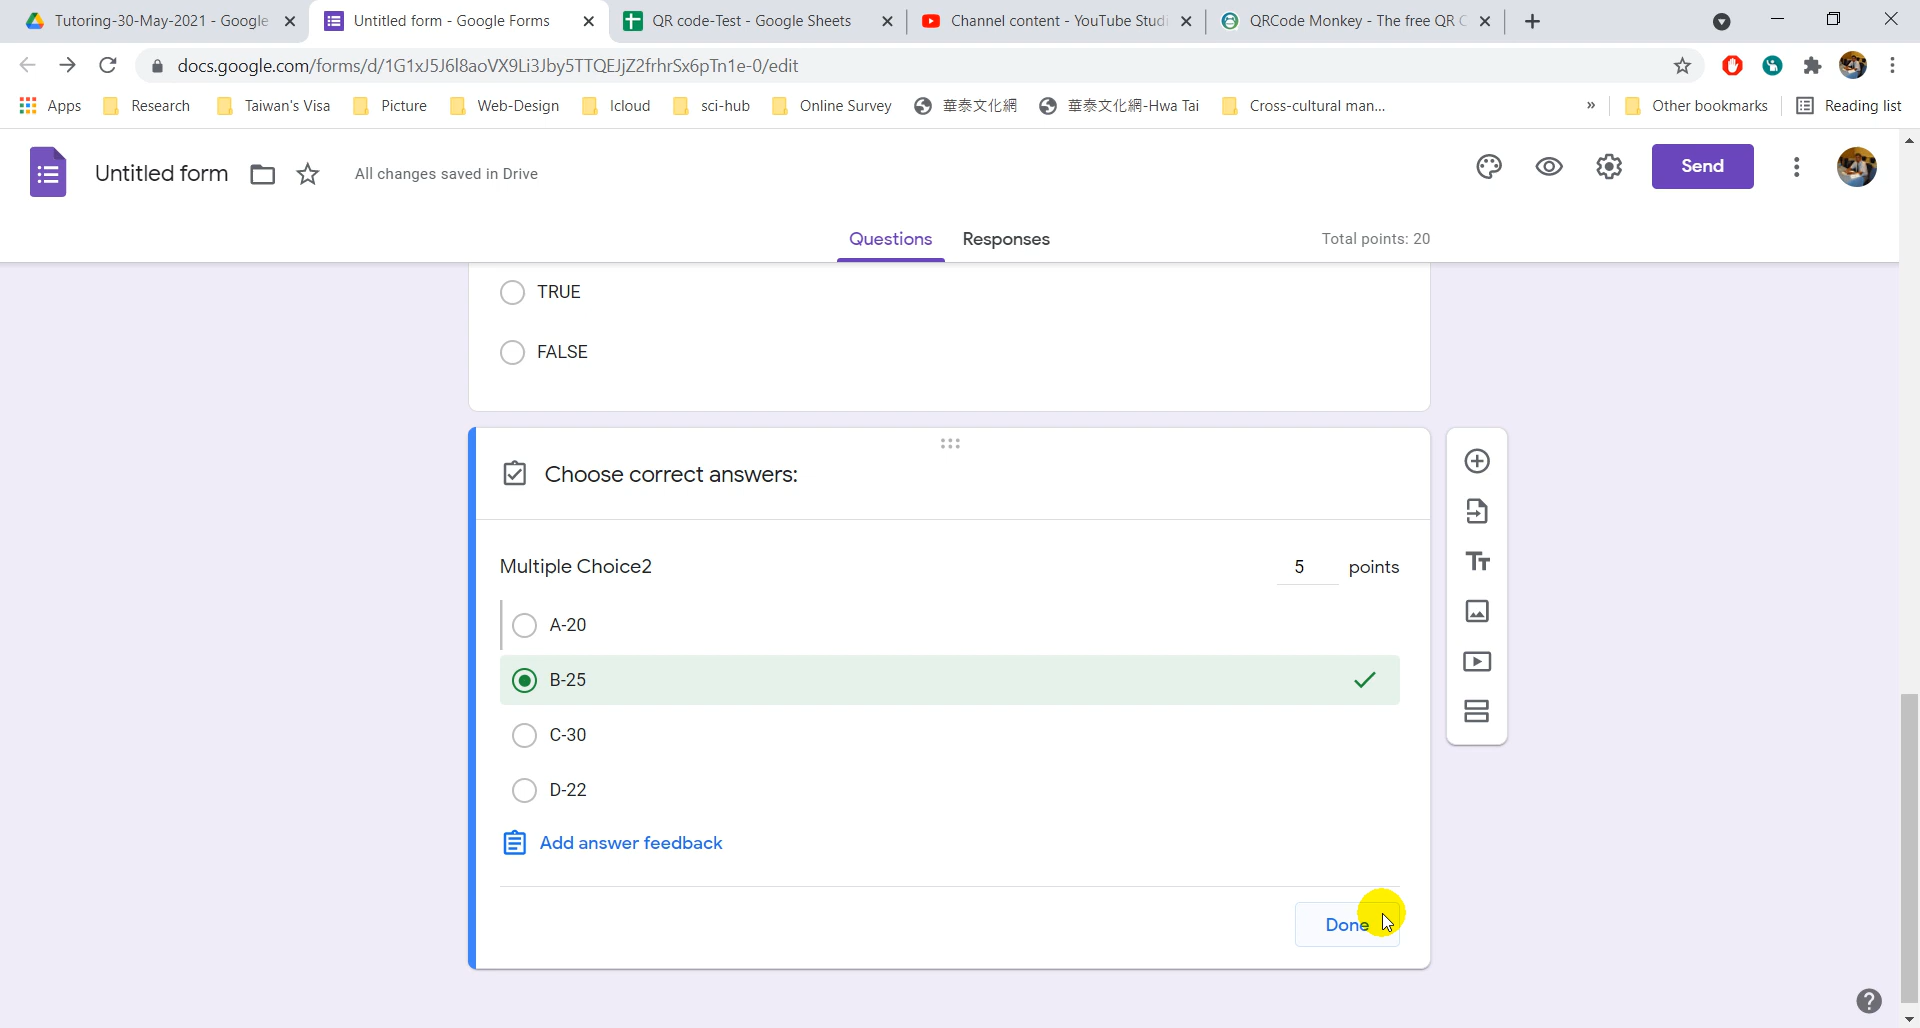 Tutoring-30-May-2021 - Google
Untitled form - Google Forms
QR code-Test - Google Sheets
Channel content - YouTube Studi
QRCode Monkey - The free QR C
docs.google.com/forms/d/1G1xJ5J6l8aoVX9Li3Jby5TTQEJjZ2frhrSx6pTn1e-0/edit
Apps
Research
Taiwan's Visa
Picture
Web-Design
Icloud
sci-hub
Online Survey
華泰文化網
華泰文化網-Hwa Tai
Cross-cultural man...
»
Other bookmarks
Reading list
Untitled form
All changes saved in Drive
Send
Questions
Responses
Total points: 20
TRUE
FALSE
Choose correct answers:
Multiple Choice2
5 points
A-20
B-25
C-30
D-22
Add answer feedback
Done